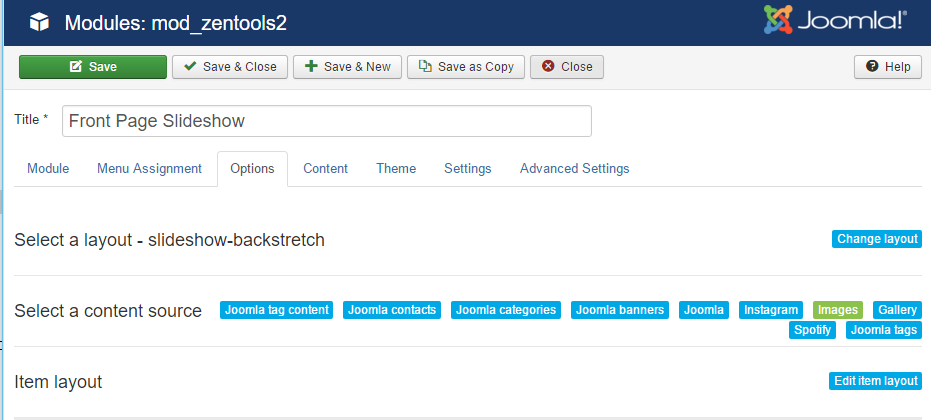 Modules: mod_zentools2 Joomla!®
Save Save & Close Save & New Save as Copy Close Help
Title * Front Page Slideshow
Module Menu Assignment Options Content Theme Settings Advanced Settings
Select a layout - slideshow-backstretch Change layout
Select a content source Joomla tag content Joomla contacts Joomla categories Joomla banners Joomla Instagram Images Gallery
Spotify Joomla tags
Item layout Edit item layout